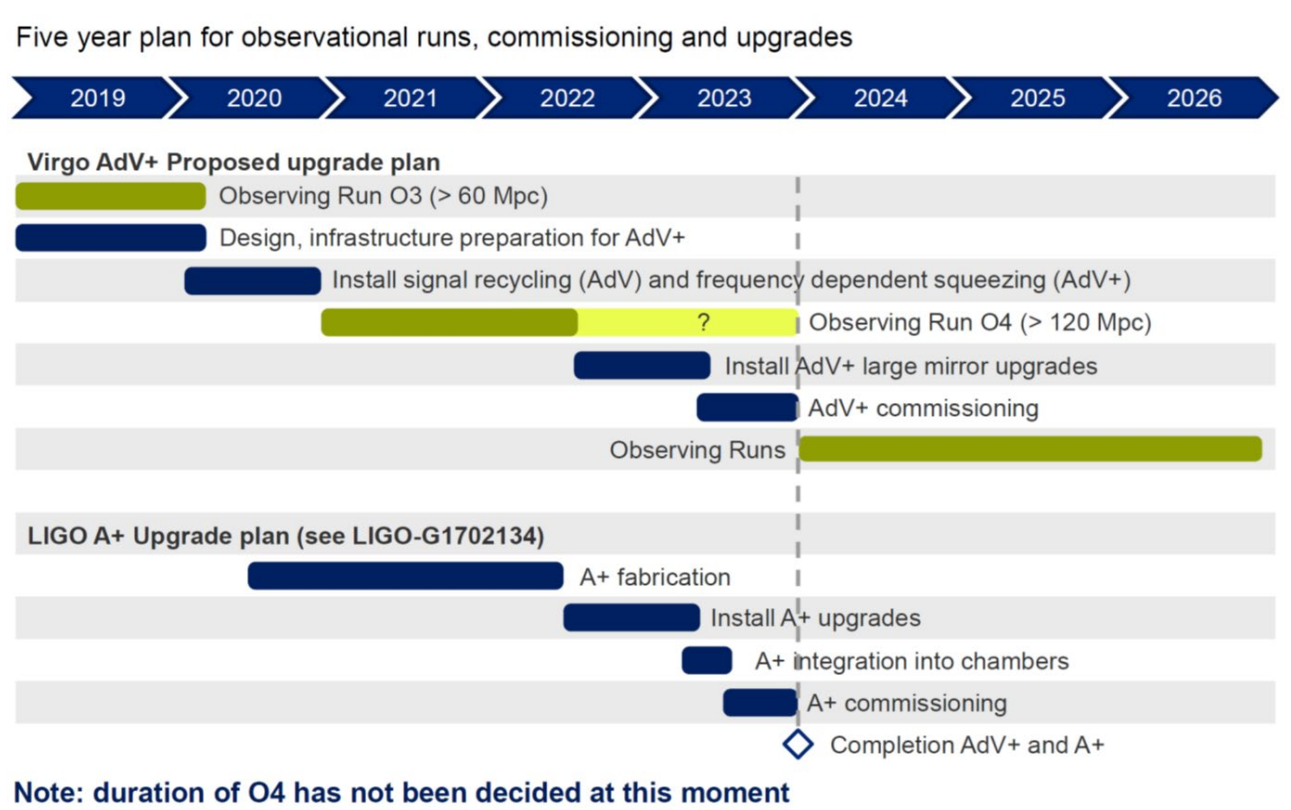 Five year plan for observational runs, commissioning and upgrades
2019 2020 2021 2022 2023 2024 2025 2026
Virgo AdV+ Proposed upgrade plan
Observing Run O3 (> 60 Mpc)
Design, infrastructure preparation for AdV+
Install signal recycling (AdV) and frequency dependent squeezing (AdV+)
? Observing Run O4 (> 120 Mpc)
Install AdV+ large mirror upgrades
AdV+ commissioning
Observing Runs
LIGO A+ Upgrade plan (see LIGO-G1702134)
A+ fabrication
Install A+ upgrades
A+ integration into chambers
A+ commissioning
Completion AdV+ and A+
Note: duration of O4 has not been decided at this moment